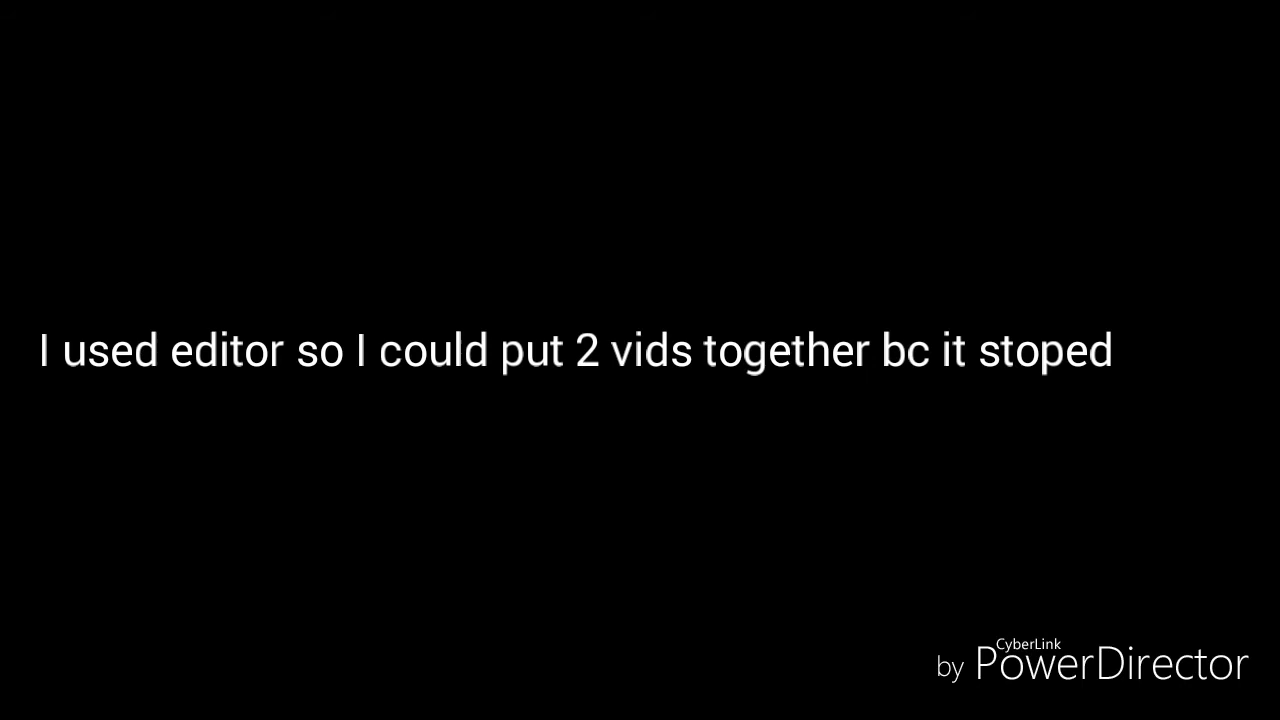 I used editor so I could put 2 vids together bc it stoped
CyberLink
by PowerDirector